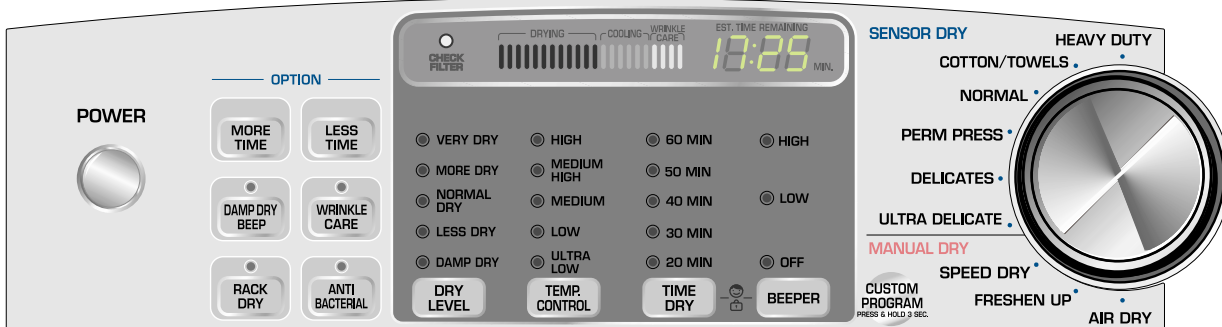 POWER
OPTION
MORE
TIME
LESS
TIME
DAMP DRY
BEEP
WRINKLE
CARE
RACK
DRY
ANTI
BACTERIAL
CHECK
FILTER
DRYING
COOLING
WRINKLE
CARE
EST. TIME REMAINING
17:25 MIN.
VERY DRY
MORE DRY
NORMAL
DRY
LESS DRY
DAMP DRY
DRY
LEVEL
HIGH
MEDIUM
HIGH
MEDIUM
LOW
ULTRA
LOW
TEMP.
CONTROL
60 MIN
50 MIN
40 MIN
30 MIN
20 MIN
TIME
DRY
HIGH
LOW
OFF
BEEPER
SENSOR DRY
HEAVY DUTY
COTTON/TOWELS
NORMAL
PERM PRESS
DELICATES
ULTRA DELICATE
MANUAL DRY
SPEED DRY
FRESHEN UP
AIR DRY
CUSTOM
PROGRAM
PRESS & HOLD 3 SEC.